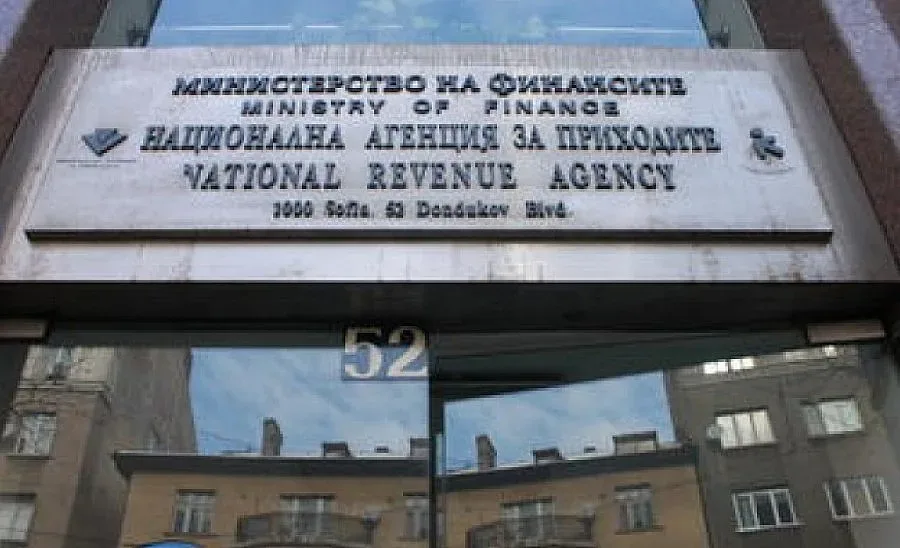 МИНИСТЕРСТВО НА ФИНАНСИТЕ
MINISTRY OF FINANCE
НАЦИОНАЛНА АГЕНЦИЯ ЗА ПРИХОДИТЕ
NATIONAL REVENUE AGENCY
1000 Sofia, 52 Dondukov Blvd.
52